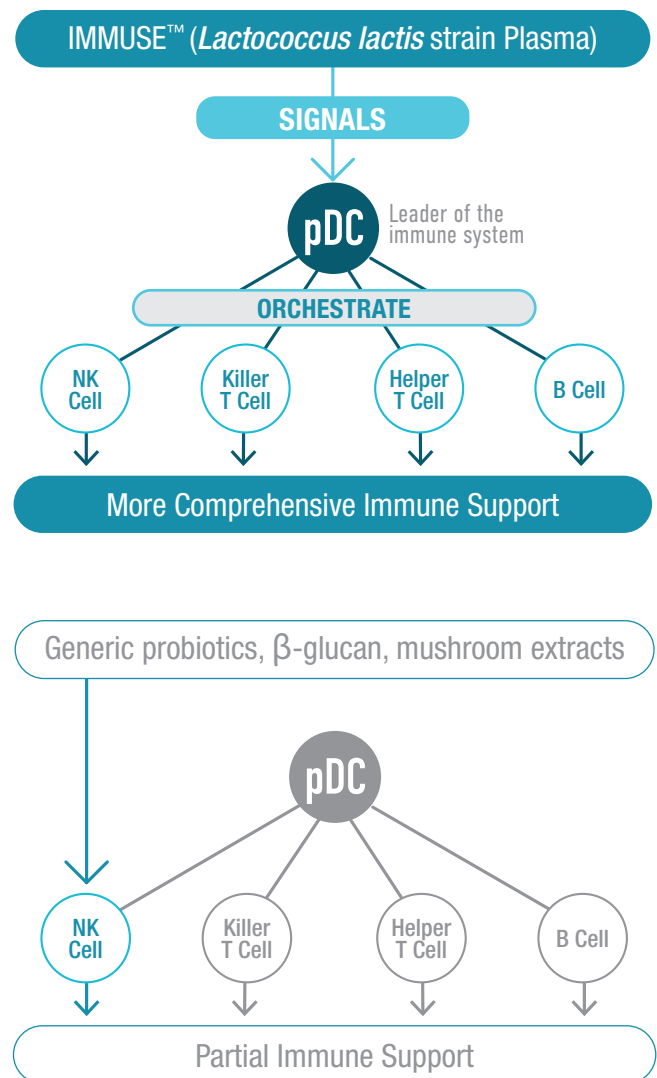 IMMUSE™ (Lactococcus lactis strain Plasma)
SIGNALS
pDC
Leader of the
immune system
ORCHESTRATE
NK
Cell
Killer
T Cell
Helper
T Cell
B Cell
More Comprehensive Immune Support
Generic probiotics, β-glucan, mushroom extracts
pDC
NK
Cell
Killer
T Cell
Helper
T Cell
B Cell
Partial Immune Support